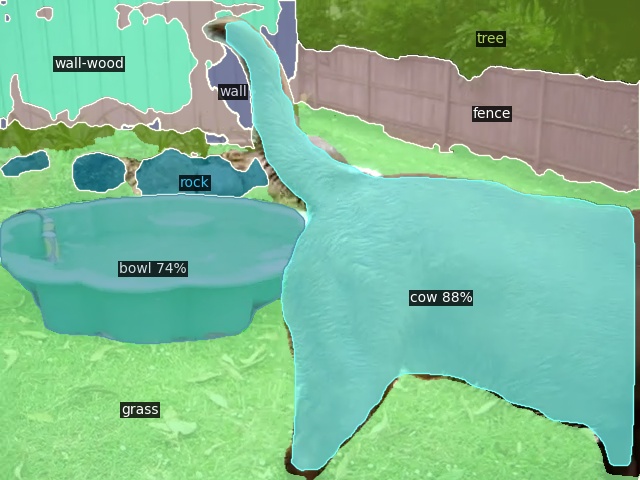 tree
wall-wood
wall
fence
rock
bowl 74%
cow 88%
grass